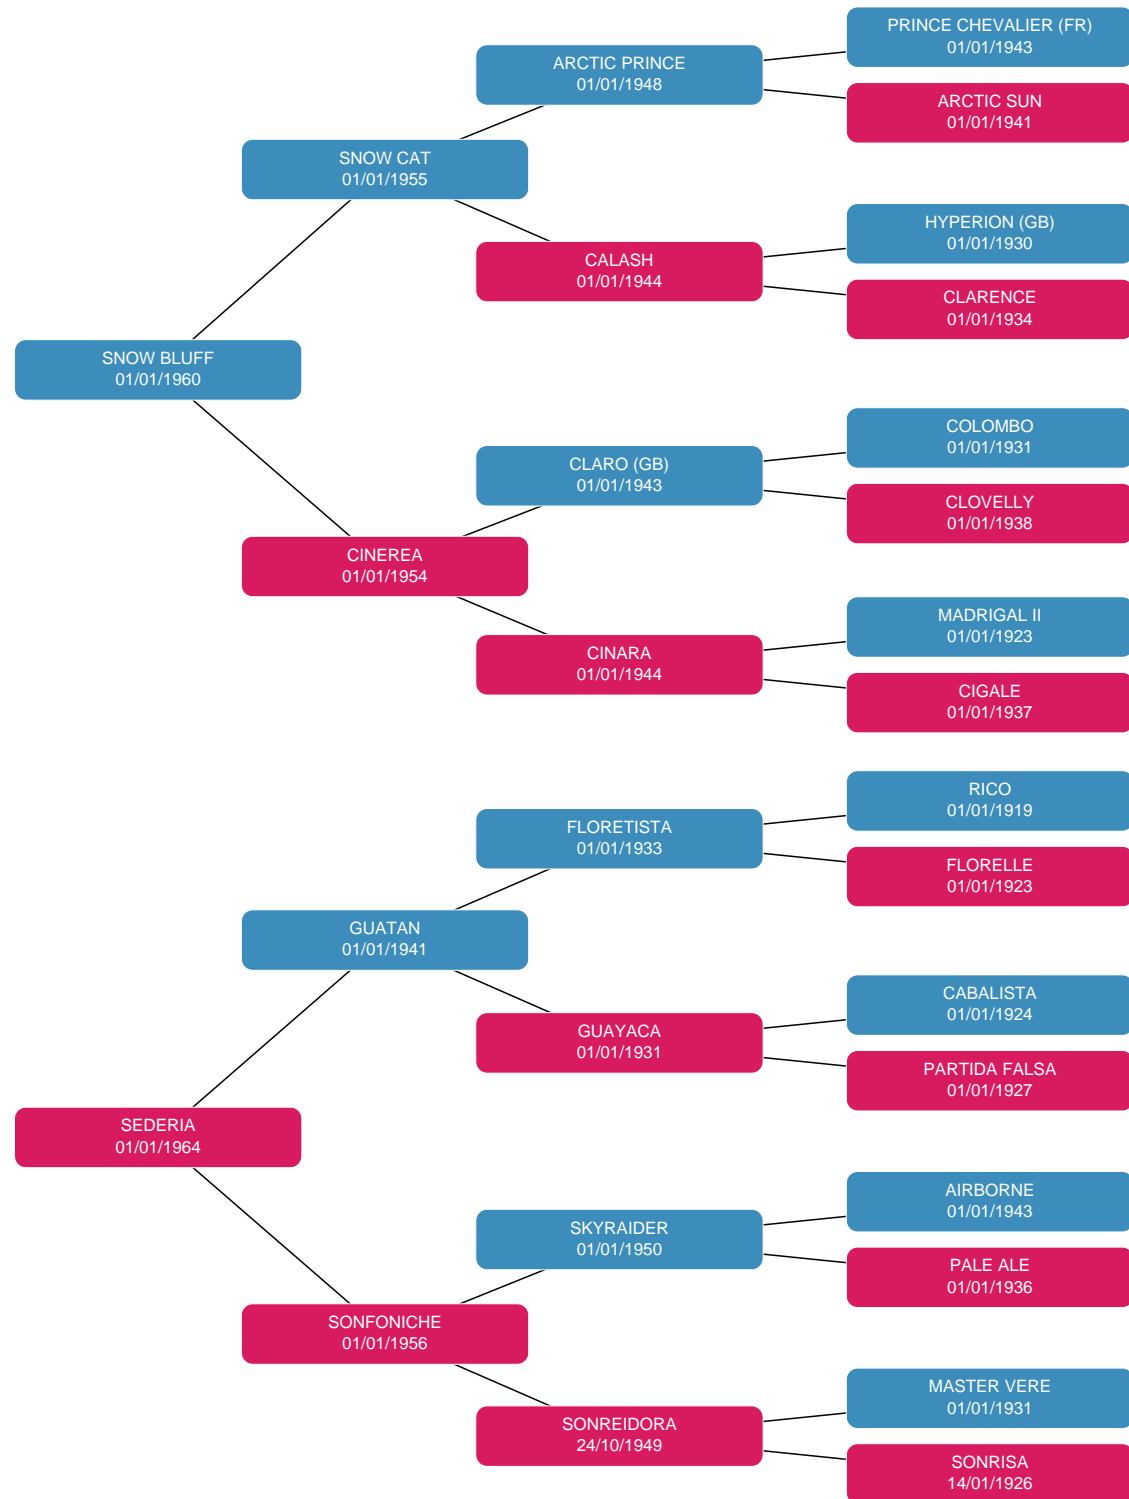 PRINCE CHEVALIER (FR)
01/01/1943
ARCTIC PRINCE
01/01/1948
ARCTIC SUN
01/01/1941
SNOW CAT
01/01/1955
HYPERION (GB)
01/01/1930
CALASH
01/01/1944
CLARENCE
01/01/1934
SNOW BLUFF
01/01/1960
COLOMBO
01/01/1931
CLARO (GB)
01/01/1943
CLOVELLY
01/01/1938
CINEREA
01/01/1954
MADRIGAL II
01/01/1923
CINARA
01/01/1944
CIGALE
01/01/1937
RICO
01/01/1919
FLORETISTA
01/01/1933
FLORELLE
01/01/1923
GUATAN
01/01/1941
CABALISTA
01/01/1924
GUAYACA
01/01/1931
PARTIDA FALSA
01/01/1927
SEDERIA
01/01/1964
AIRBORNE
01/01/1943
SKYRAIDER
01/01/1950
PALE ALE
01/01/1936
SONFONICHE
01/01/1956
MASTER VERE
01/01/1931
SONREIDORA
24/10/1949
SONRISA
14/01/1926